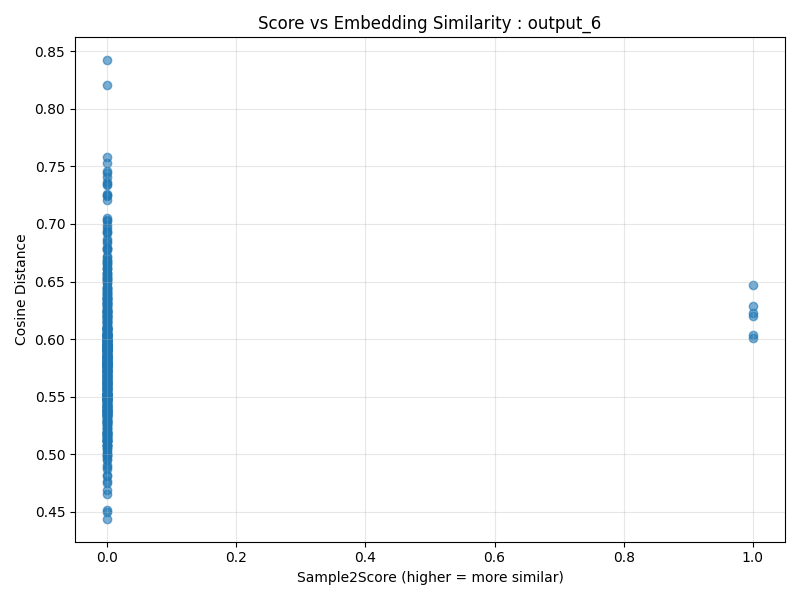 Score vs Embedding Similarity : output_6
Cosine Distance
0.85
0.80
0.75
0.70
0.65
0.60
0.55
0.50
0.45
0.0 0.2 0.4 0.6 0.8 1.0
Sample2Score (higher = more similar)